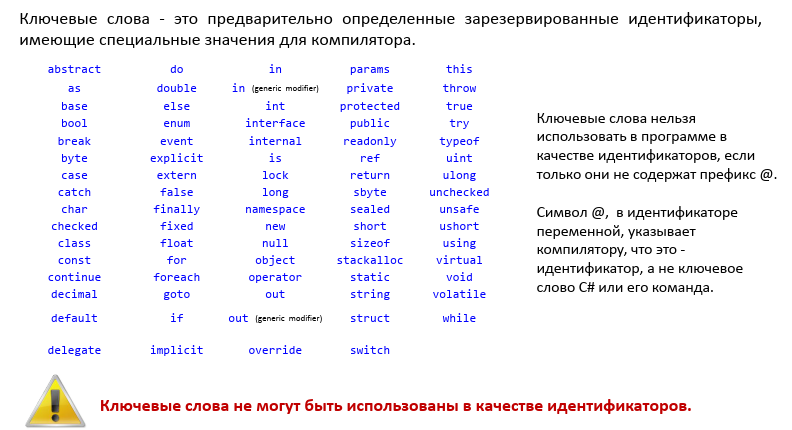 Ключевые слова - это предварительно определенные зарезервированные идентификаторы,
имеющие специальные значения для компилятора.
abstract do in params this
as double in (generic modifier) private throw
base else int protected true
bool enum interface public try
break event internal readonly typeof
byte explicit is ref uint
case extern lock return ulong
catch false long sbyte unchecked
char finally namespace sealed unsafe
checked fixed new short ushort
class float null sizeof using
const for object stackalloc virtual
continue foreach operator static void
decimal goto out string volatile
default if out (generic modifier) struct while
delegate implicit override switch
Ключевые слова нельзя
использовать в программе в
качестве идентификаторов, если
только они не содержат префикс @.
Символ @, в идентификаторе
переменной, указывает
компилятору, что это -
идентификатор, а не ключевое
слово C# или его команда.
Ключевые слова не могут быть использованы в качестве идентификаторов.